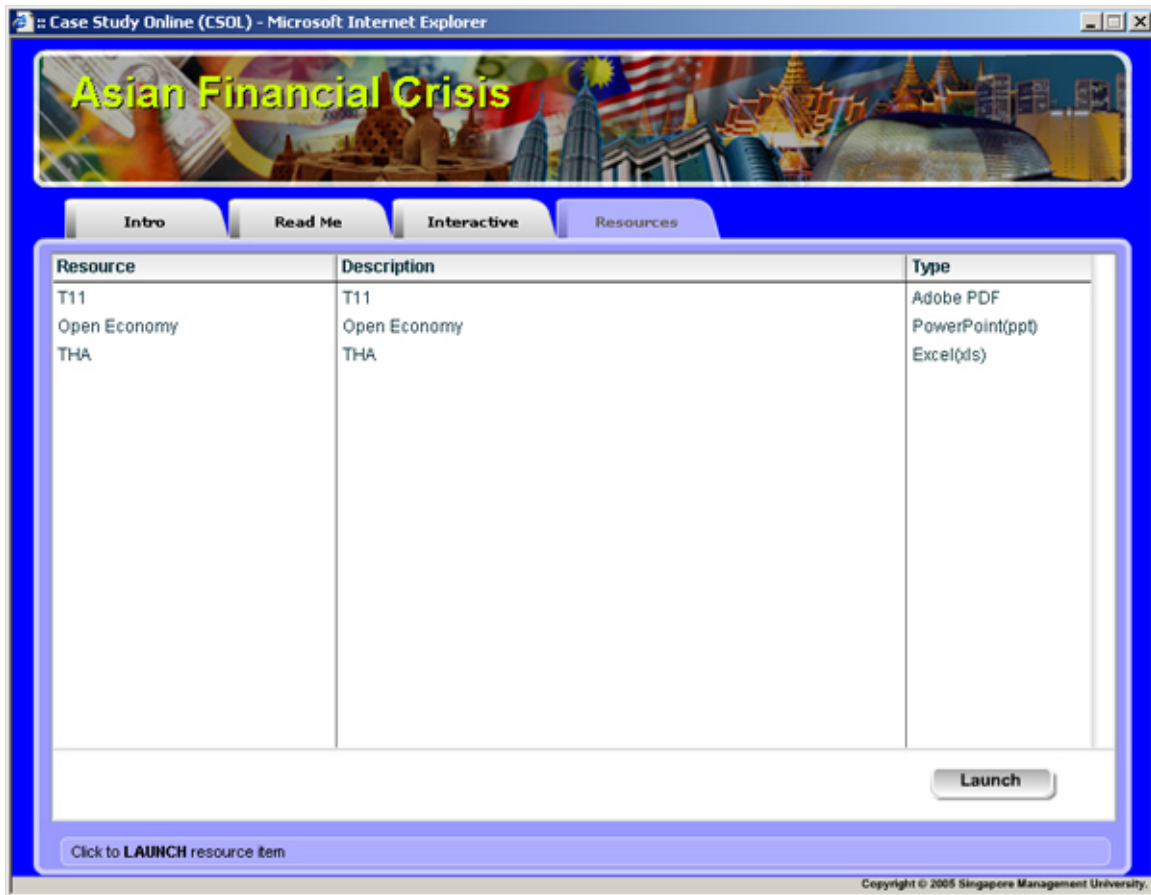 :: Case Study Online (CSOL) - Microsoft Internet Explorer
Asian Financial Crisis
Intro Read Me Interactive Resources
Resource Description Type
T11 T11 Adobe PDF
Open Economy Open Economy PowerPoint(ppt)
THA THA Excel(xls)
Launch
Click to LAUNCH resource item
Copyright © 2005 Singapore Management University.